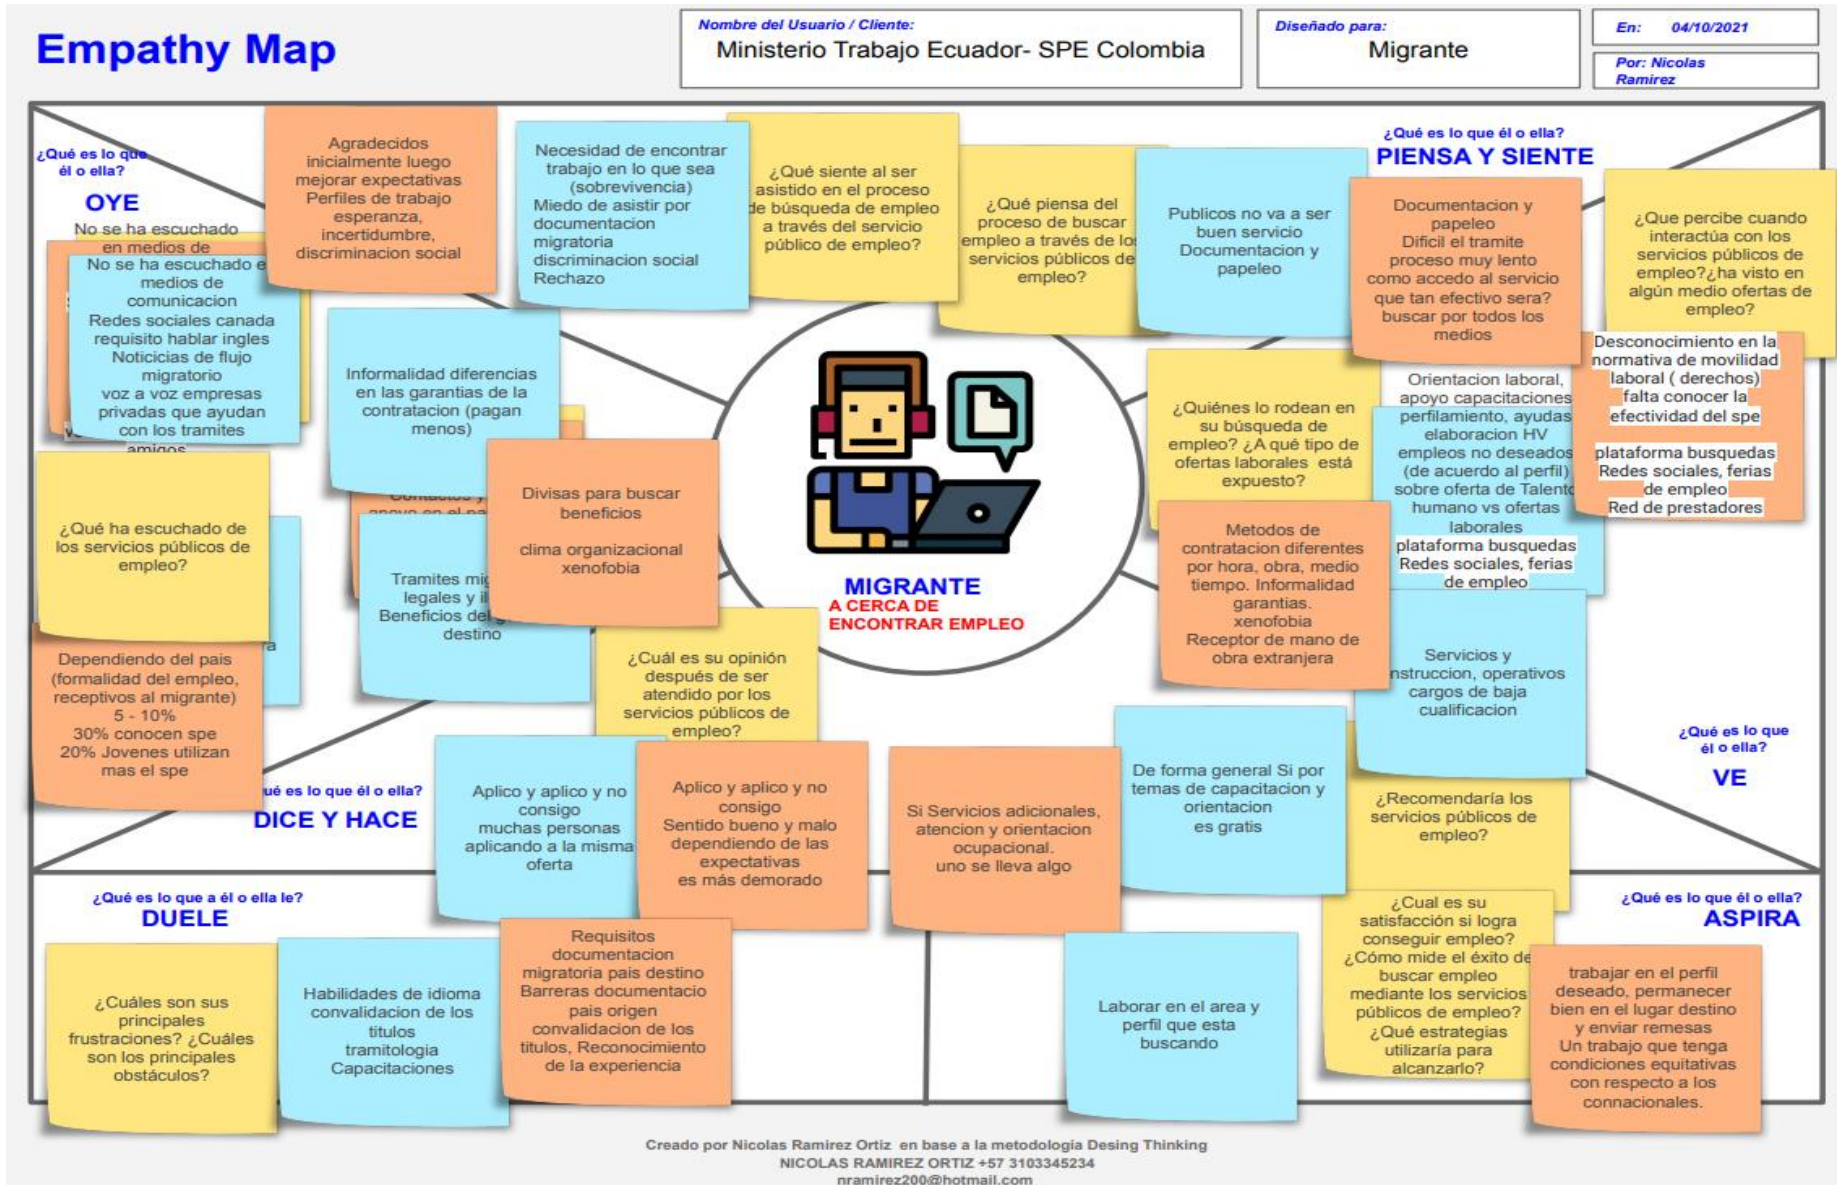 Empathy Map
Nombre del Usuario / Cliente:
Ministerio Trabajo Ecuador- SPE Colombia
Diseñado para:
Migrante
En: 04/10/2021
Por: Nicolas
Ramirez
¿Qué es lo que
él o ella?
OYE
No se ha escuchado
en medios de
No se ha escuchado e
medios de
comunicacion
Redes sociales canada
requisito hablar ingles
Noticicias de flujo
migratorio
voz a voz empresas
privadas que ayudan
con los tramites
amigos
Agradecidos
inicialmente luego
mejorar expectativas
Perfiles de trabajo
esperanza,
incertidumbre,
discriminacion social
Necesidad de encontrar
trabajo en lo que sea
(sobrevivencia)
Miedo de asistir por
documentacion
migratoria
discriminacion social
Rechazo
¿Qué siente al ser
asistido en el proceso
de búsqueda de empleo
a través del servicio
público de empleo?
¿Qué piensa del
proceso de buscar
empleo a través de los
servicios públicos de
empleo?
Publicos no va a ser
buen servicio
Documentacion y
papeleo
¿Qué es lo que él o ella?
PIENSA Y SIENTE
Documentacion y
papeleo
Dificil el tramite
proceso muy lento
como accedo al servicio
que tan efectivo sera?
buscar por todos los
medios
¿Que percibe cuando
interactúa con los
servicios públicos de
empleo?¿ha visto en
algún medio ofertas de
empleo?
Desconocimiento en la
normativa de movilidad
laboral ( derechos)
falta conocer la
efectividad del spe
plataforma busquedas
Redes sociales, ferias
de empleo
Red de prestadores
Informalidad diferencias
en las garantias de la
contratacion (pagan
menos)
Divisas para buscar
beneficios
clima organizacional
xenofobia
Contactos y
apoyo en el pa
Tramites mig
legales y il
Beneficios del g
destino
MIGRANTE
A CERCA DE
ENCONTRAR EMPLEO
¿Quiénes lo rodean en
su búsqueda de
empleo? ¿A qué tipo de
ofertas laborales está
expuesto?
Orientacion laboral,
apoyo capacitaciones
perfilamiento, ayudas
elaboracion HV
empleos no deseados
(de acuerdo al perfil)
sobre oferta de Talento
humano vs ofertas
laborales
plataforma busquedas
Redes sociales, ferias
de empleo
Metodos de
contratacion diferentes
por hora, obra, medio
tiempo. Informalidad
garantias.
xenofobia
Receptor de mano de
obra extranjera
Servicios y
nstruccion, operativos
cargos de baja
cualificacion
¿Qué es lo que
él o ella?
VE
¿Qué ha escuchado de
los servicios públicos de
empleo?
ra
Dependiendo del pais
(formalidad del empleo,
receptivos al migrante)
5 - 10%
30% conocen spe
20% Jovenes utilizan
mas el spe
ué es lo que él o ella?
DICE Y HACE
¿Cuál es su opinión
después de ser
atendido por los
servicios públicos de
empleo?
Aplico y aplico y no
consigo
muchas personas
aplicando a la misma
oferta
Aplico y aplico y no
consigo
Sentido bueno y malo
dependiendo de las
expectativas
es más demorado
Si Servicios adicionales,
atencion y orientacion
ocupacional.
uno se lleva algo
De forma general Si por
temas de capacitacion y
orientacion
es gratis
¿Recomendaría los
servicios públicos de
empleo?
¿Qué es lo que a él o ella le?
DUELE
¿Cuáles son sus
principales
frustraciones? ¿Cuáles
son los principales
obstáculos?
Habilidades de idioma
convalidacion de los
titulos
tramitologia
Capacitaciones
Requisitos
documentacion
migratoria pais destino
Barreras documentacio
pais origen
convalidacion de los
titulos, Reconocimiento
de la experiencia
¿Qué es lo que él o ella?
ASPIRA
Laborar en el area y
perfil que esta
buscando
¿Cual es su
satisfacción si logra
conseguir empleo?
¿Cómo mide el éxito de
buscar empleo
mediante los servicios
públicos de empleo?
¿Qué estrategias
utilizaría para
alcanzarlo?
trabajar en el perfil
deseado, permanecer
bien en el lugar destino
y enviar remesas
Un trabajo que tenga
condiciones equitativas
con respecto a los
connacionales.
Creado por Nicolas Ramirez Ortiz en base a la metodologia Desing Thinking
NICOLAS RAMIREZ ORTIZ +57 3103345234
nramirez200@hotmail.com